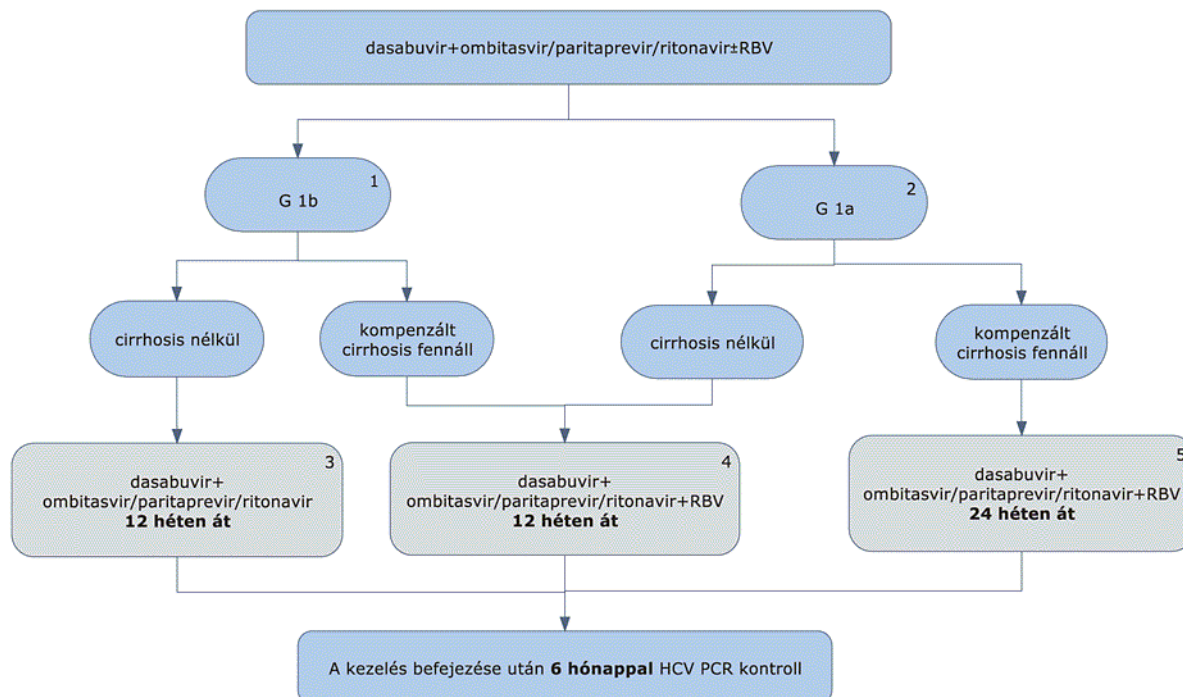 dasabuvir+ombitasvir/paritaprevir/ritonavir±RBV
1
G 1b
2
G 1a
cirrhosis nélkül
kompenzált
cirrhosis fennáll
cirrhosis nélkül
kompenzált
cirrhosis fennáll
3
dasabuvir+
ombitasvir/paritaprevir/ritonavir
12 héten át
4
dasabuvir+
ombitasvir/paritaprevir/ritonavir+RBV
12 héten át
5
dasabuvir+
ombitasvir/paritaprevir/ritonavir+RBV
24 héten át
A kezelés befejezése után 6 hónappal HCV PCR kontroll